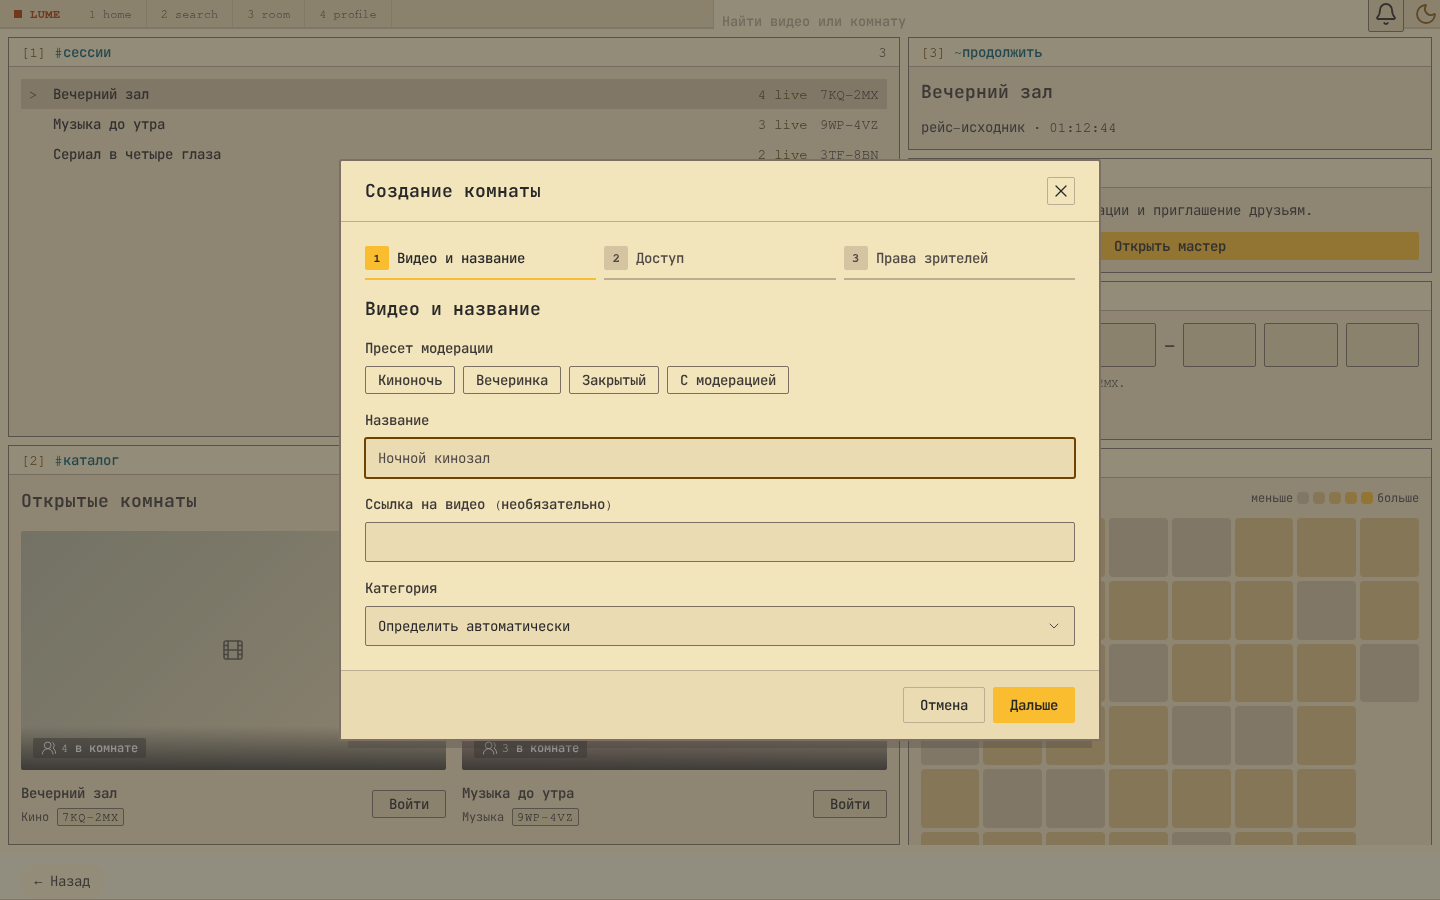 LUME 1 home 2 search 3 room 4 profile Найти видео или комнату
[1] #сессии 3
> Вечерний зал 4 live 7KQ-2MX
Музыка до утра 3 live 9WP-4VZ
Сериал в четыре глаза 2 live 3TF-8BN
[3] ~продолжить
Вечерний зал
рейс-исходник · 01:12:44
ации и приглашение друзьям.
Открыть мастер
–
2MX.
Создание комнаты
1 Видео и название
2 Доступ
3 Права зрителей
Видео и название
Пресет модерации
Киноночь Вечеринка Закрытый С модерацией
Название
Ночной кинозал
Ссылка на видео (необязательно)
Категория
Определить автоматически
Отмена Дальше
[2] #каталог
Открытые комнаты
4 в комнате
3 в комнате
Вечерний зал
Кино 7KQ-2MX
Войти
Музыка до утра
Музыка 9WP-4VZ
Войти
меньше больше
← Назад